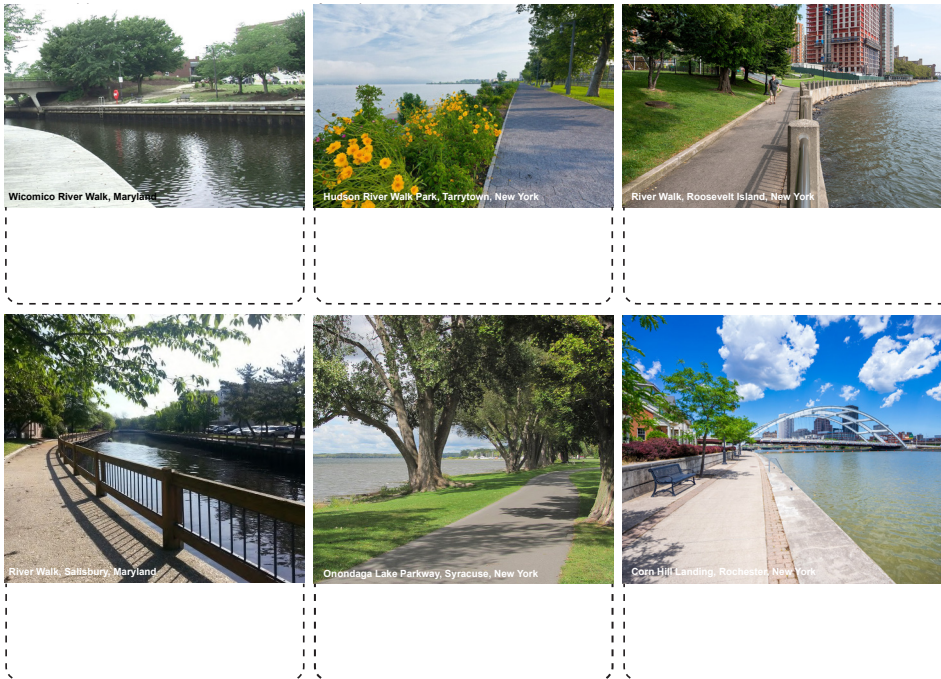 Wicomico River Walk, Maryland
Hudson River Walk Park, Tarrytown, New York
River Walk, Roosevelt Island, New York
River Walk, Salisbury, Maryland
Onondaga Lake Parkway, Syracuse, New York
Corn Hill Landing, Rochester, New York